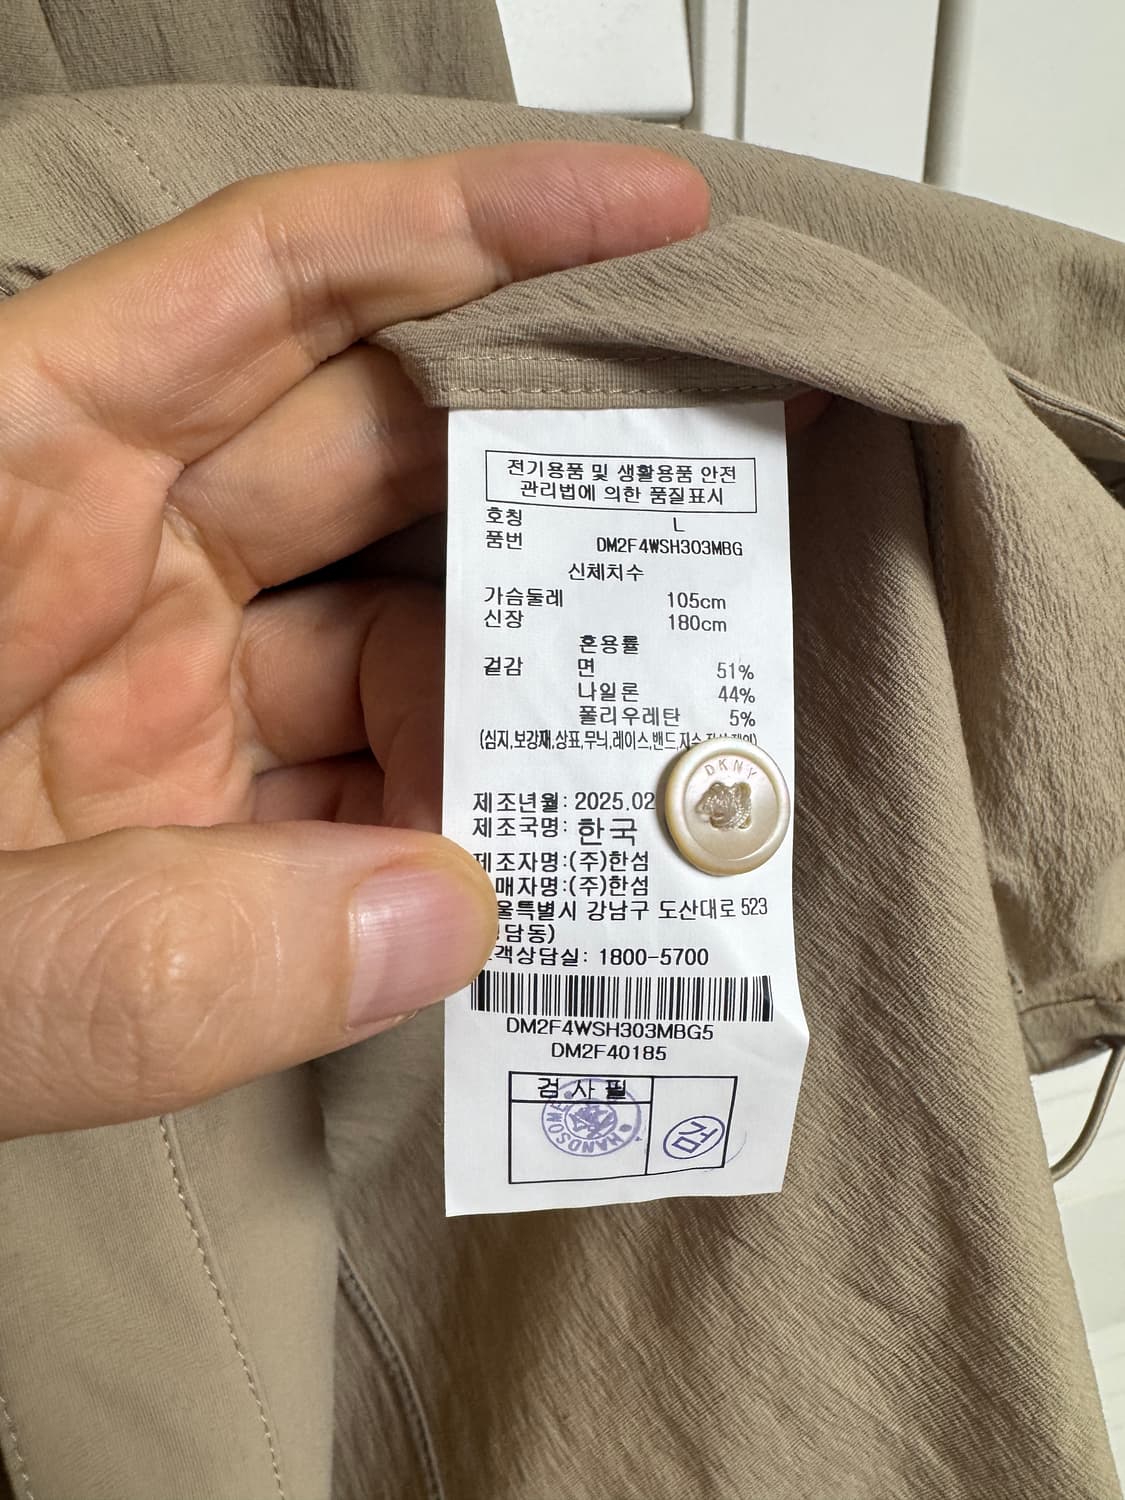 전기용품 및 생활용품 안전
관리법에 의한 품질표시
호칭 L
품번 DM2F4WSH303MBG
신체치수
가슴둘레 105cm
신장 180cm
혼용률
겉감 면 51%
나일론 44%
폴리우레탄 5%
(심지,보강재,상표,무늬,레이스,밴드,자수,
DKNY
제조년월: 2025.02
제조국명: 한국
제조자명:(주)한섬
매자명:(주)한섬
울특별시 강남구 도산대로 523
담동)
객상담실: 1800-5700
DM2F4WSH303MBG5
DM2F40185
검사필
HANDSOME
검